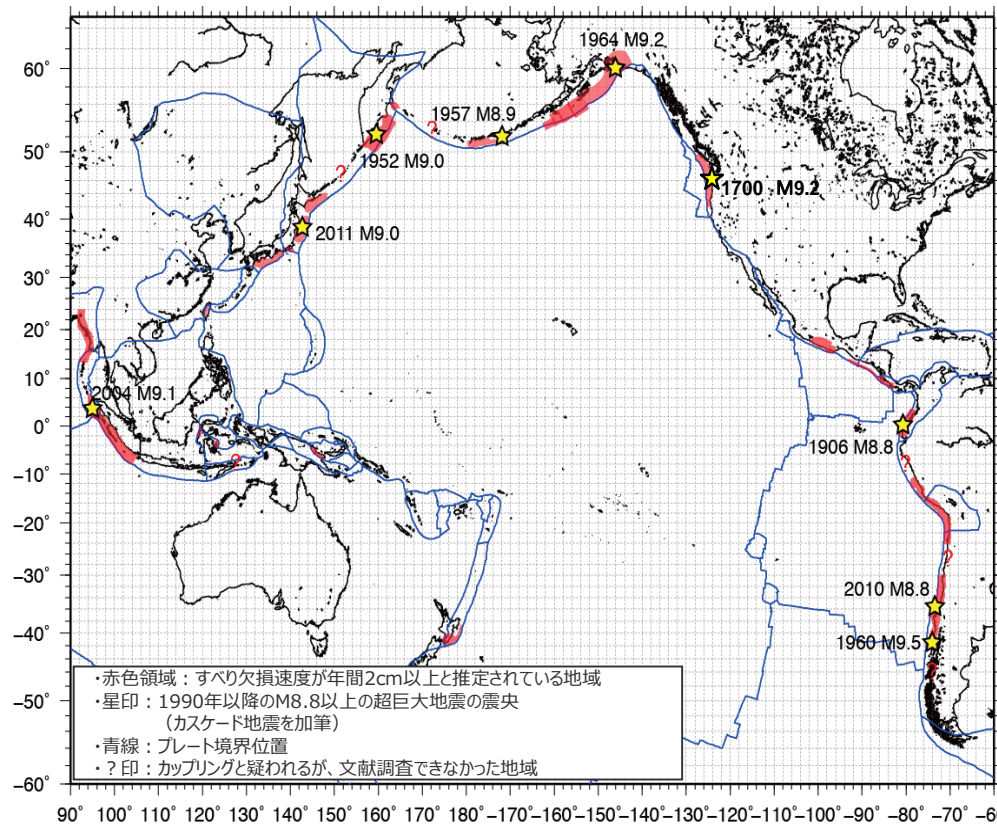 1964 M9.2
60°
1957 M8.9
?
50°
1952 M9.0
?
1700 . M9.2
40°
2011 M9.0
30°
20°
10°
2004 M9.1
0°
1906 M8.8
?
?
−10°
−20°
?
−30°
2010 M8.8
−40°
1960 M9.5
?
・赤色領域：すべり欠損速度が年間2cm以上と推定されている地域
・星印：1990年以降のM8.8以上の超巨大地震の震央
（カスケード地震を加筆）
・青線：プレート境界位置
・？印：カップリングと疑われるが、文献調査できなかった地域
−50°
−60°
90 100 110 120 130 140 150 160 170 180 −170 −160 −150 −140 −130 −120 −110 −100 −90 −80 −70 −6